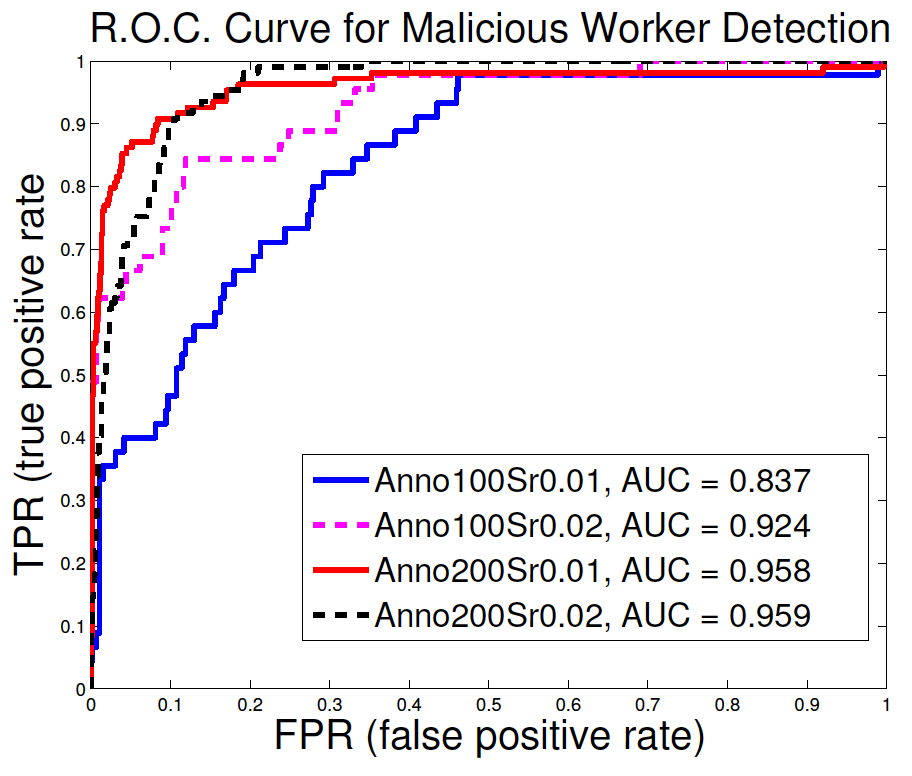 R.O.C. Curve for Malicious Worker Detection
1
0.9
0.8
0.7
0.6
0.5
0.4
0.3
0.2
0.1
0
TPR (true positive rate
Anno100Sr0.01, AUC = 0.837
Anno100Sr0.02, AUC = 0.924
Anno200Sr0.01, AUC = 0.958
Anno200Sr0.02, AUC = 0.959
0 0.1 0.2 0.3 0.4 0.5 0.6 0.7 0.8 0.9 1
FPR (false positive rate)